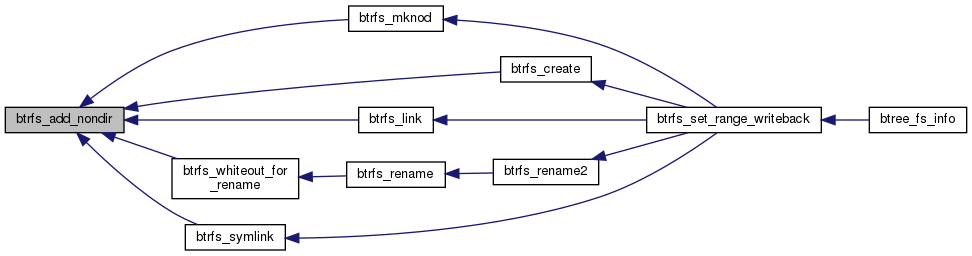 btrfs_mknod
btrfs_create
btrfs_add_nondir
btrfs_link
btrfs_set_range_writeback
btree_fs_info
btrfs_whiteout_for
_rename
btrfs_rename
btrfs_rename2
btrfs_symlink